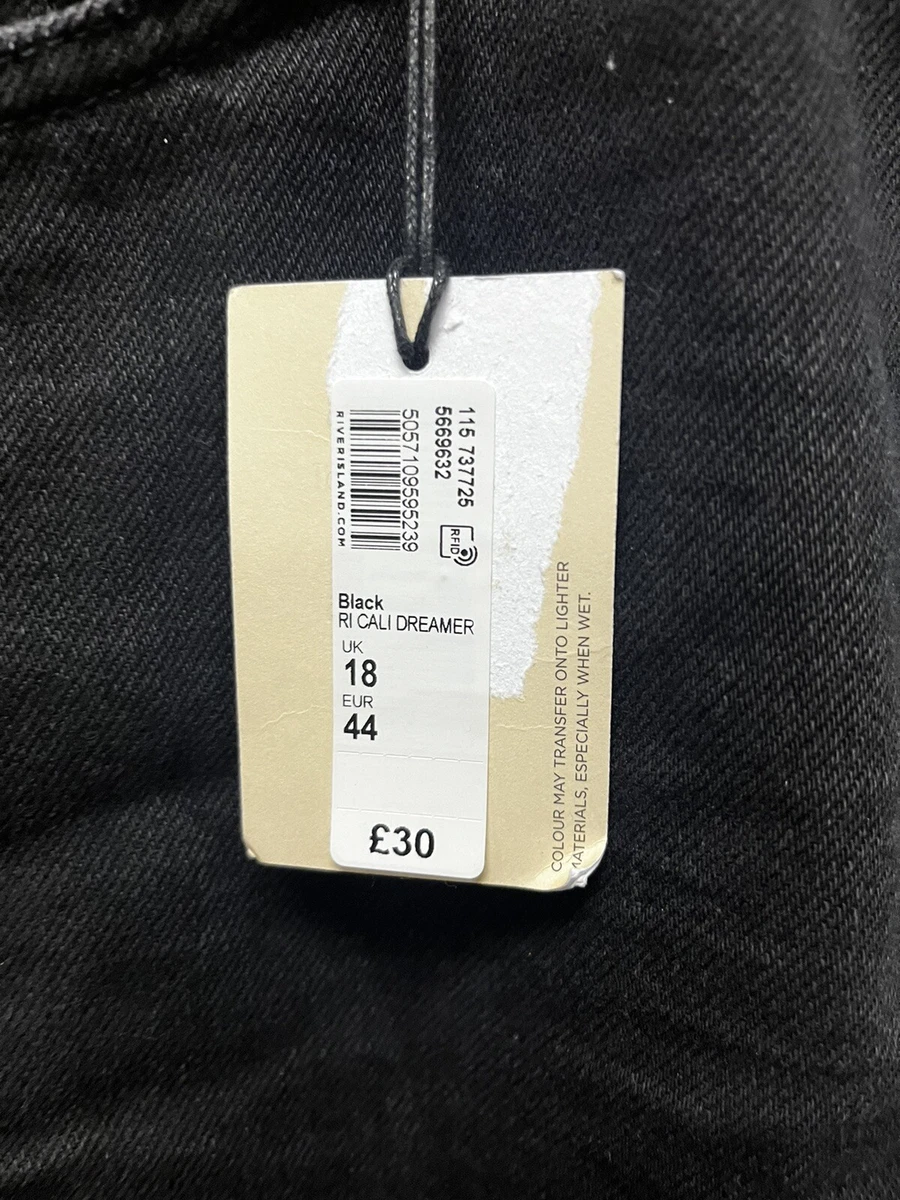 115 737725
5669632
RFID
5057109595239
RIVERISLAND.COM
Black
RI CALI DREAMER
UK
18
EUR
44
£30
COLOUR MAY TRANSFER ONTO LIGHTER
MATERIALS, ESPECIALLY WHEN WET.